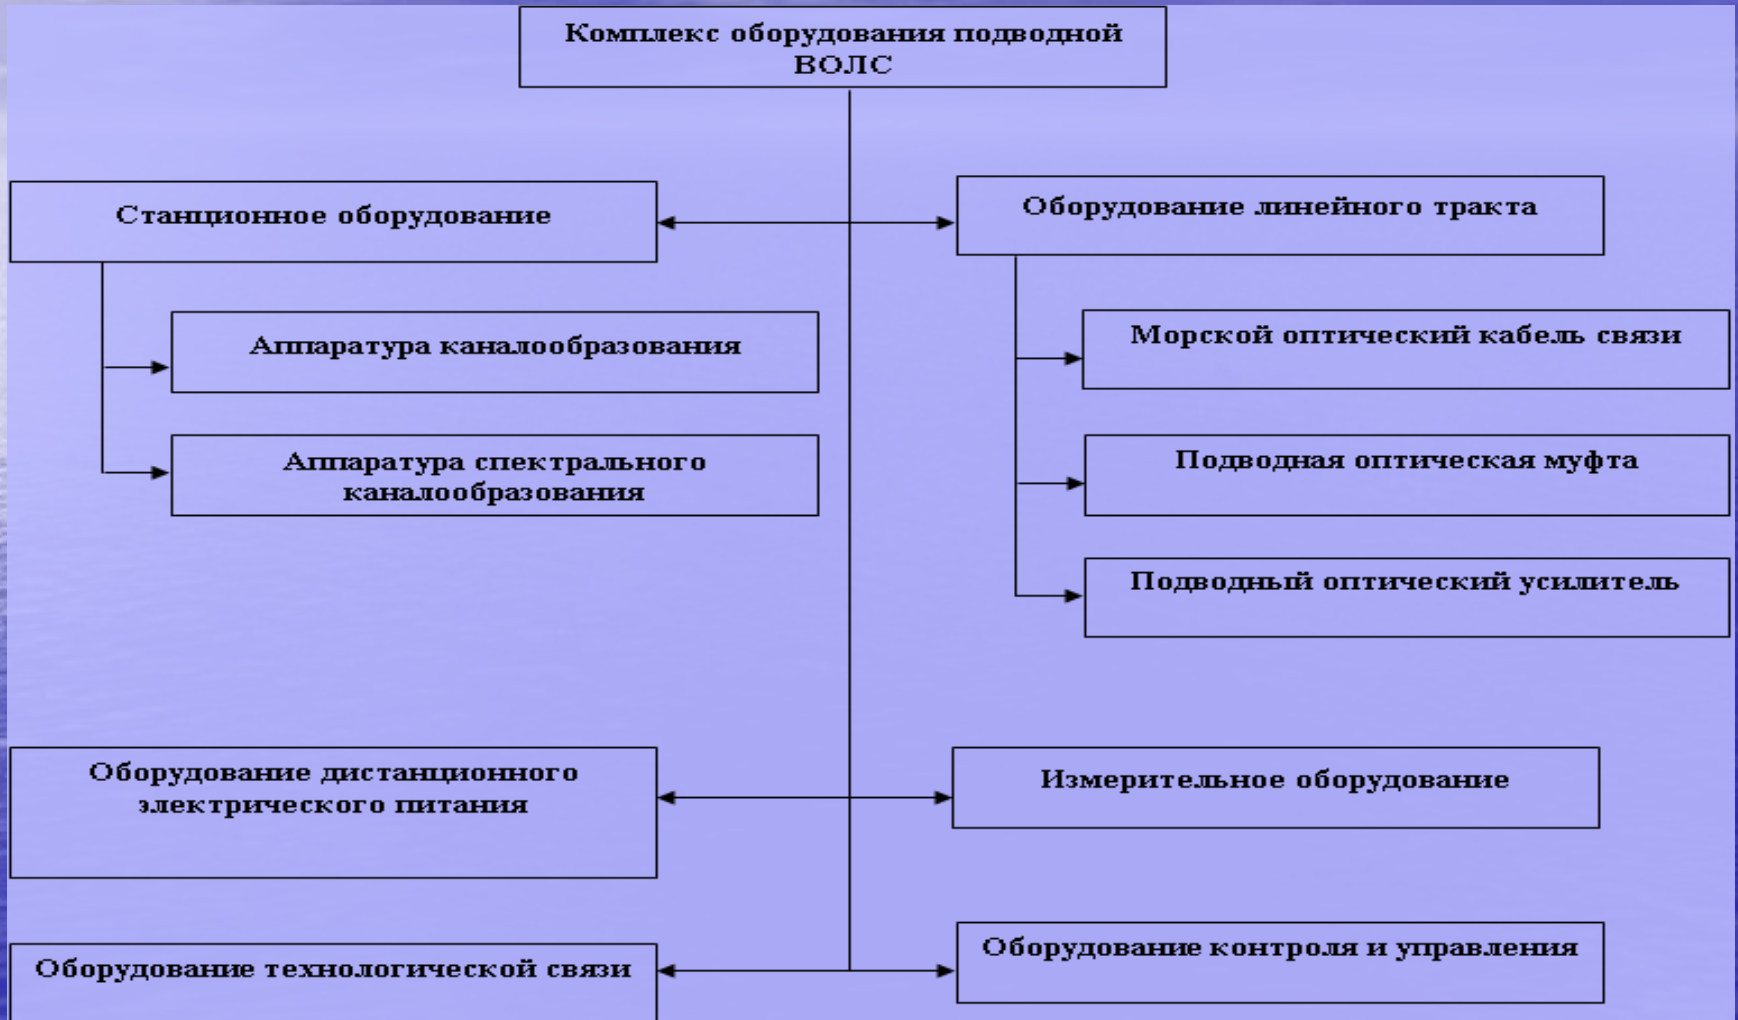 Комплекс оборудования подводной
ВОЛС
Станционное оборудование
Оборудование линейного тракта
Аппаратура каналообразования
Морской оптический кабель связи
Аппаратура спектрального
каналообразования
Подводная оптическая муфта
Подводный оптический усилитель
Оборудование дистанционного
электрического питания
Измерительное оборудование
Оборудование технологической связи
Оборудование контроля и управления